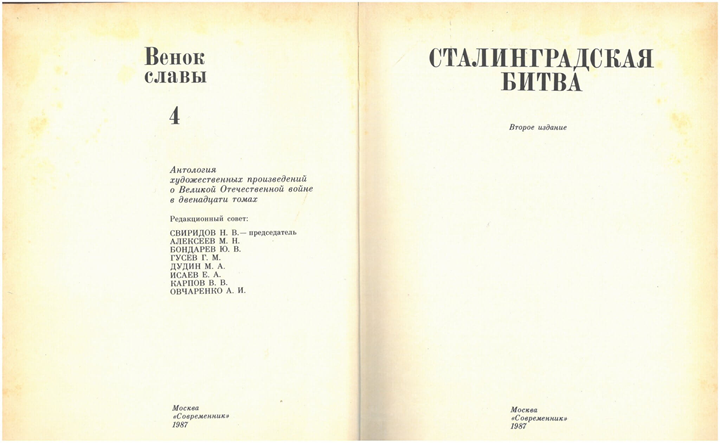 Венок
славы
4
Антология
художественных произведений
о Великой Отечественной войне
в двенадцати томах
Редакционный совет:
СВИРИДОВ Н. В.— председатель
АЛЕКСЕЕВ М. Н.
БОНДАРЕВ Ю. В.
ГУСЕВ Г. М.
ДУДИН М. А.
ИСАЕВ Е. А.
КАРПОВ В. В.
ОВЧАРЕНКО А. И.
Москва
«Современник»
1987
СТАЛИНГРАДСКАЯ
БИТВА
Второе издание
Москва
«Современник»
1987